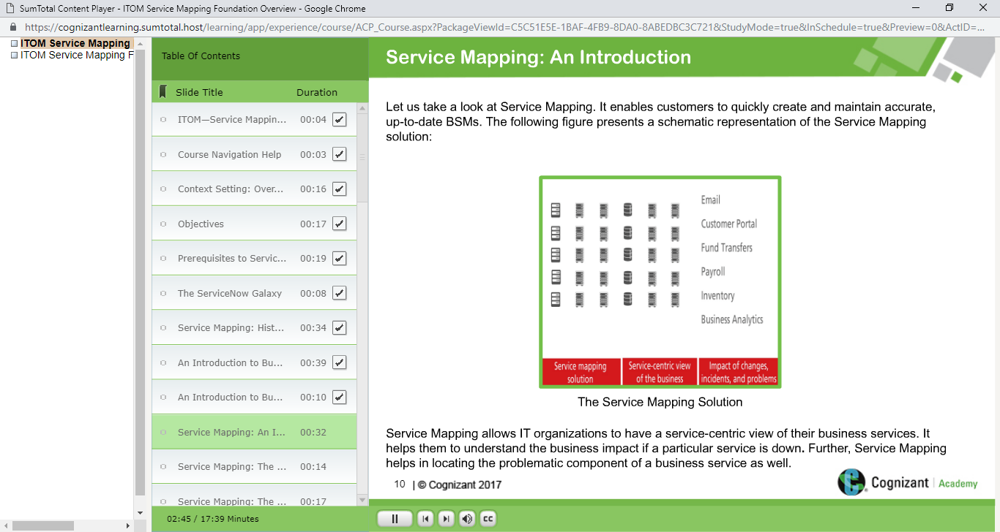 SumTotal Content Player - ITOM Service Mapping Foundation Overview - Google Chrome
https://cognizantlearning.sumtotal.host/learning/app/experience/course/ACP_Course.aspx?PackageViewId=C5C51E5E-1BAF-4FB9-8DA0-8ABEDBC3C721&StudyMode=true&InSchedule=true&Preview=0&ActID=...
ITOM Service Mapping
ITOM Service Mapping F
Table Of Contents
Slide Title Duration
ITOM—Service Mappin... 00:04
Course Navigation Help 00:03
Context Setting: Over... 00:16
Objectives 00:17
Prerequisites to Servic... 00:19
The ServiceNow Galaxy 00:08
Service Mapping: Hist... 00:34
An Introduction to Bu... 00:39
An Introduction to Bu... 00:10
Service Mapping: An I... 00:32
Service Mapping: The ... 00:14
Service Mapping: The ... 00:17
02:45 / 17:39 Minutes
Service Mapping: An Introduction
Let us take a look at Service Mapping. It enables customers to quickly create and maintain accurate,
up-to-date BSMs. The following figure presents a schematic representation of the Service Mapping
solution:
Email
Customer Portal
Fund Transfers
Payroll
Inventory
Business Analytics
Service mapping
solution
Service-centric view
of the business
Impact of changes,
incidents, and problems
The Service Mapping Solution
Service Mapping allows IT organizations to have a service-centric view of their business services. It
helps them to understand the business impact if a particular service is down. Further, Service Mapping
helps in locating the problematic component of a business service as well.
10 | © Cognizant 2017
Cognizant | Academy
CC